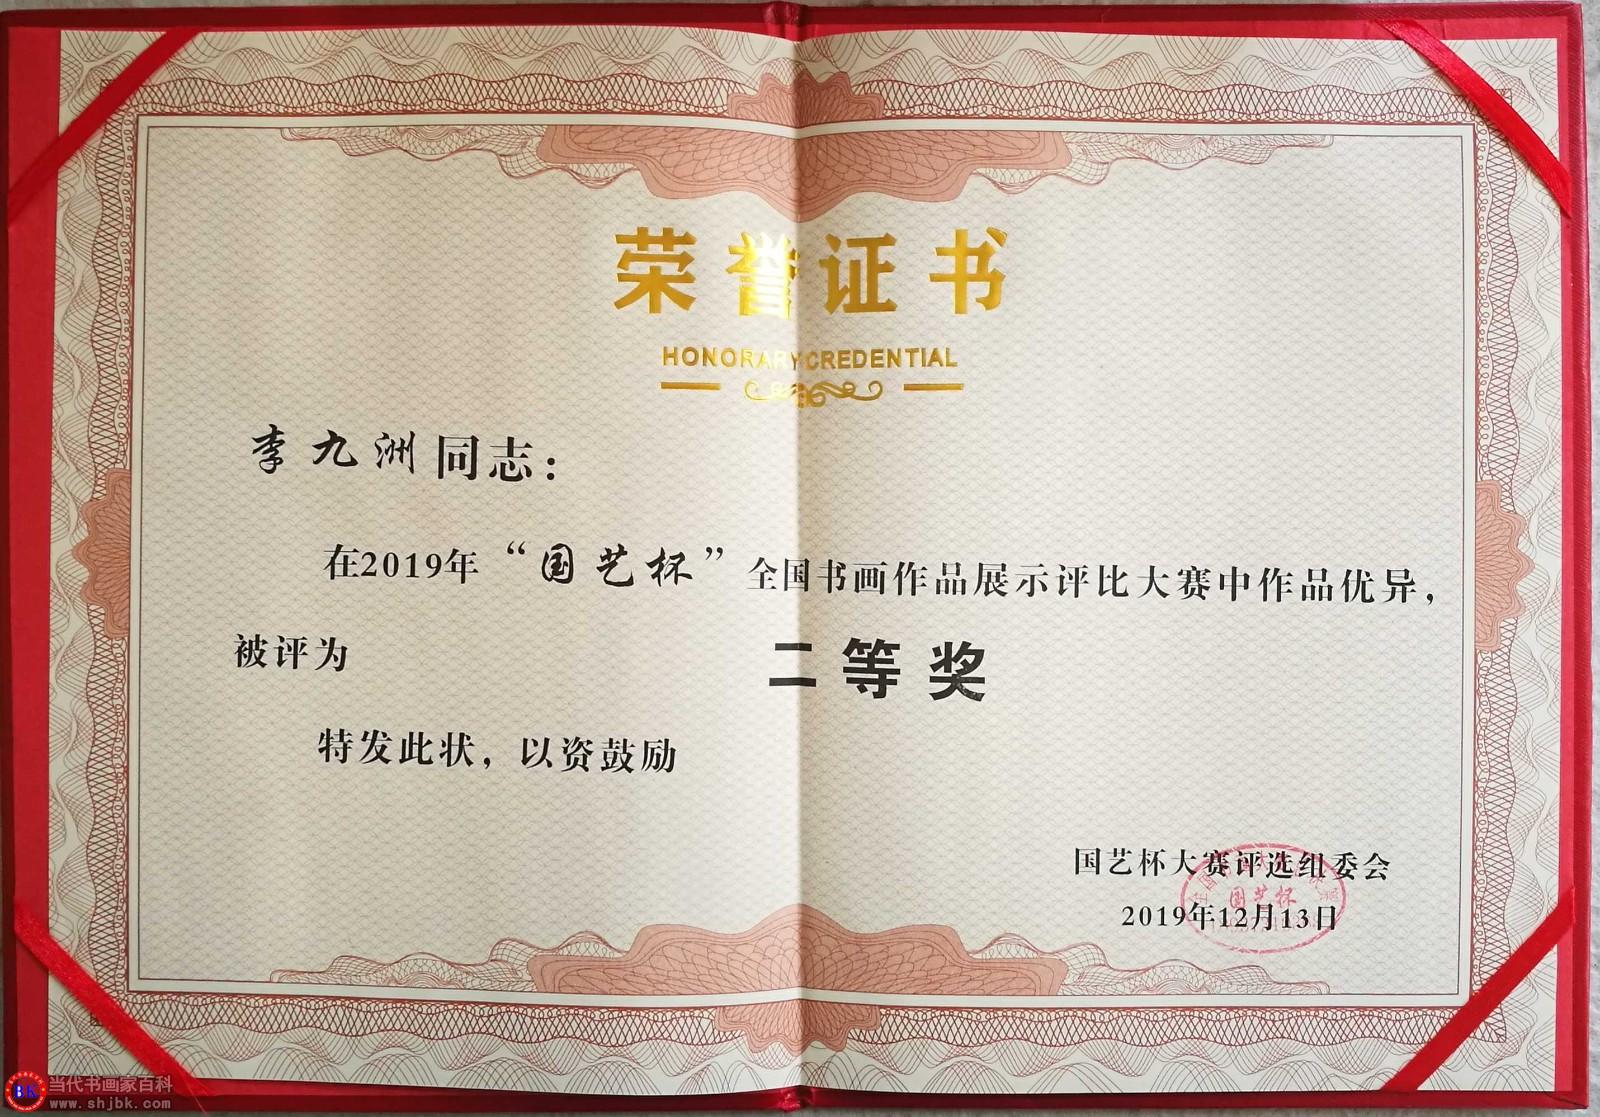 荣誉证书
HONORARY CREDENTIAL
李九洲同志：
在2019年“国艺杯”全国书画作品展示评比大赛中作品优异，
被评为 二等奖
特发此状，以资鼓励
国艺杯大赛评选组委会
2019年12月13日
国艺杯
BK 当代书画家百科
www.shjbk.com